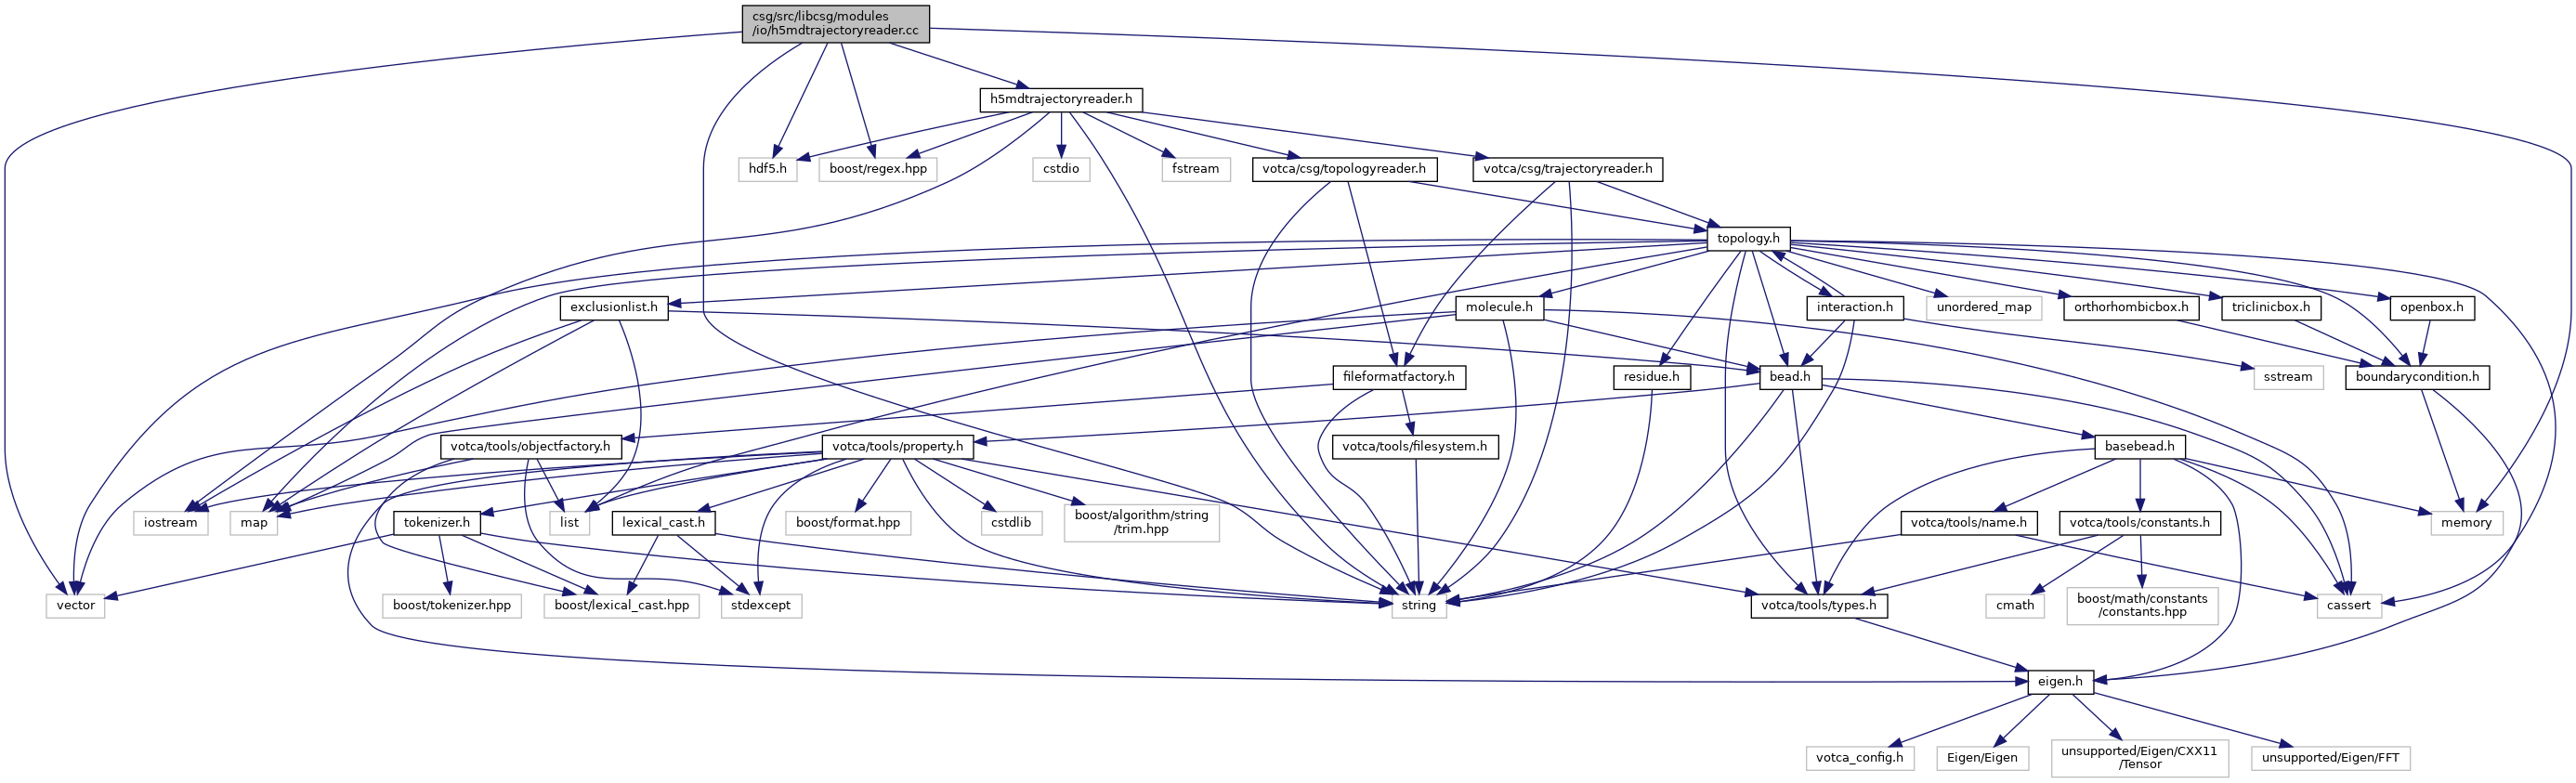 csg/src/libcsg/modules
/io/h5mdtrajectoryreader.cc
h5mdtrajectoryreader.h
hdf5.h
boost/regex.hpp
cstdio
fstream
votca/csg/topologyreader.h
votca/csg/trajectoryreader.h
topology.h
exclusionlist.h
molecule.h
interaction.h
unordered_map
orthorhombicbox.h
triclinicbox.h
openbox.h
fileformatfactory.h
residue.h
bead.h
sstream
boundarycondition.h
votca/tools/objectfactory.h
votca/tools/property.h
votca/tools/filesystem.h
basebead.h
iostream
map
tokenizer.h
list
lexical_cast.h
boost/format.hpp
cstdlib
boost/algorithm/string
/trim.hpp
votca/tools/name.h
votca/tools/constants.h
memory
vector
boost/tokenizer.hpp
boost/lexical_cast.hpp
stdexcept
string
votca/tools/types.h
cmath
boost/math/constants
/constants.hpp
cassert
eigen.h
votca_config.h
Eigen/Eigen
unsupported/Eigen/CXX11
/Tensor
unsupported/Eigen/FFT